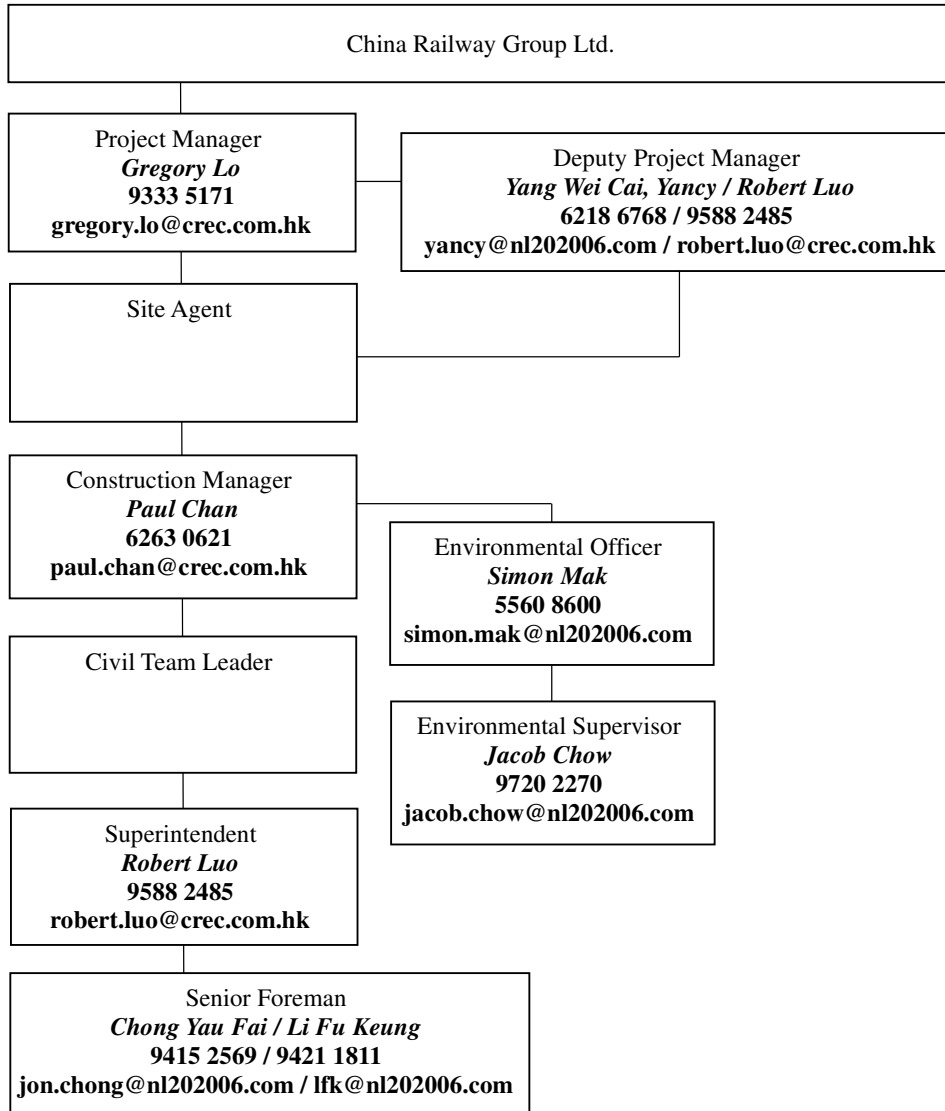 China Railway Group Ltd.
Project Manager
Gregory Lo
9333 5171
gregory.lo@crec.com.hk
Deputy Project Manager
Yang Wei Cai, Yancy / Robert Luo
6218 6768 / 9588 2485
yancy@nl202006.com / robert.luo@crec.com.hk
Site Agent
Construction Manager
Paul Chan
6263 0621
paul.chan@crec.com.hk
Environmental Officer
Simon Mak
5560 8600
simon.mak@nl202006.com
Civil Team Leader
Environmental Supervisor
Jacob Chow
9720 2270
jacob.chow@nl202006.com
Superintendent
Robert Luo
9588 2485
robert.luo@crec.com.hk
Senior Foreman
Chong Yau Fai / Li Fu Keung
9415 2569 / 9421 1811
jon.chong@nl202006.com / lfk@nl202006.com